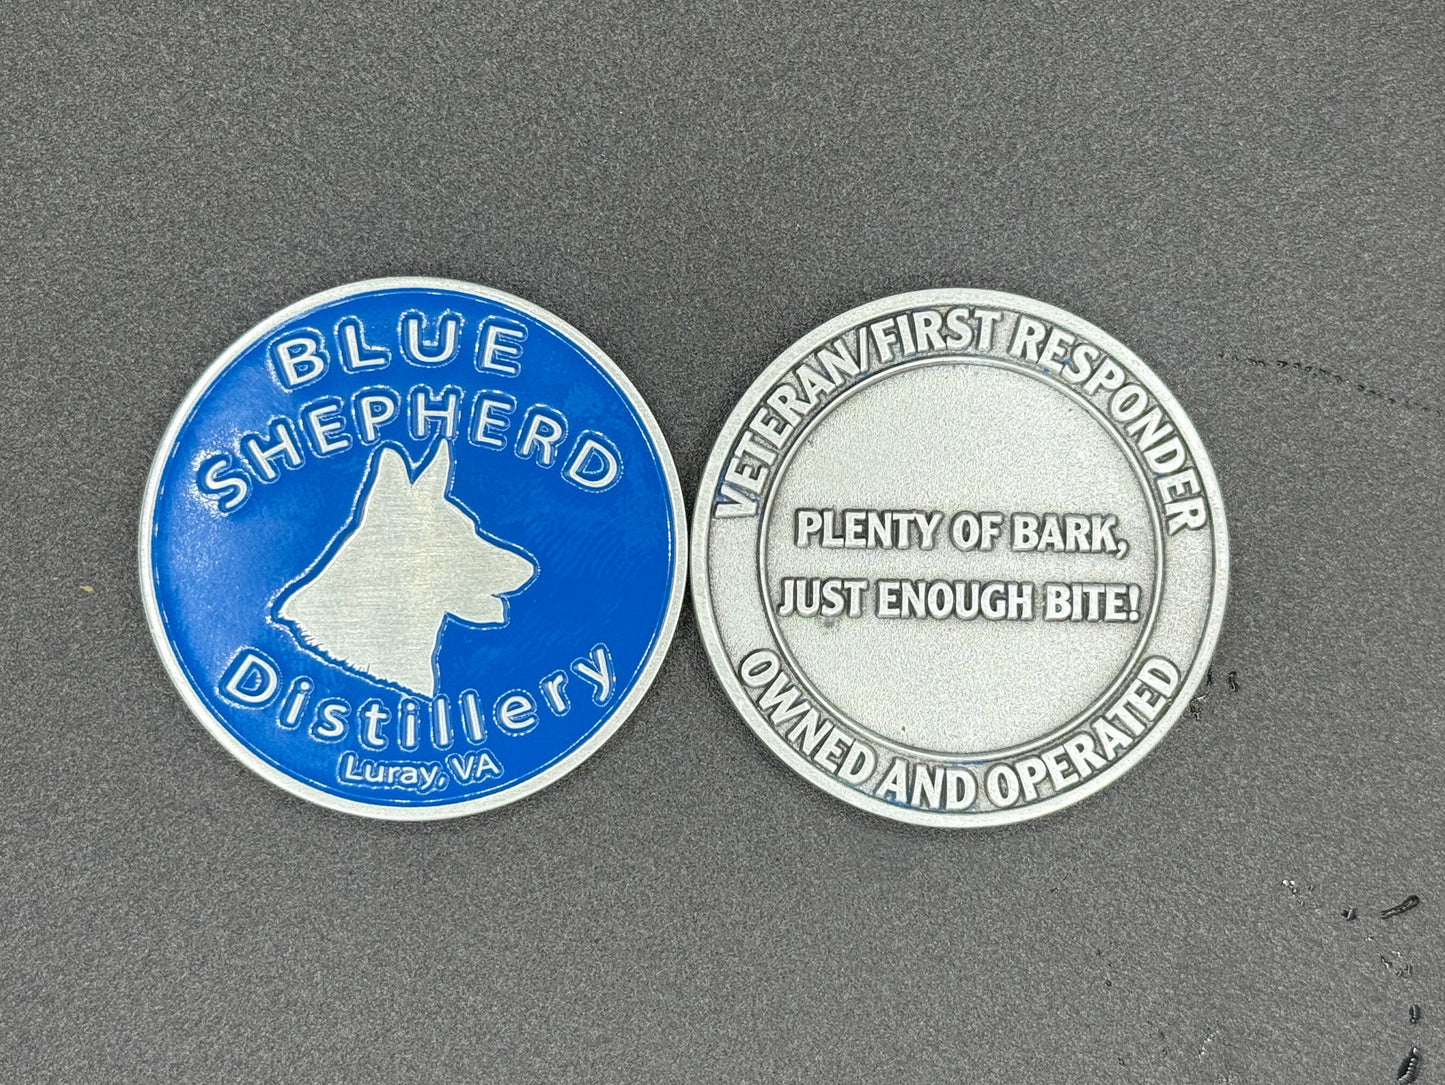 BLUE
SHEPHERD
Distillery
Luray, VA
VETERAN/FIRST RESPONDER
PLENTY OF BARK,
JUST ENOUGH BITE!
OWNED AND OPERATED